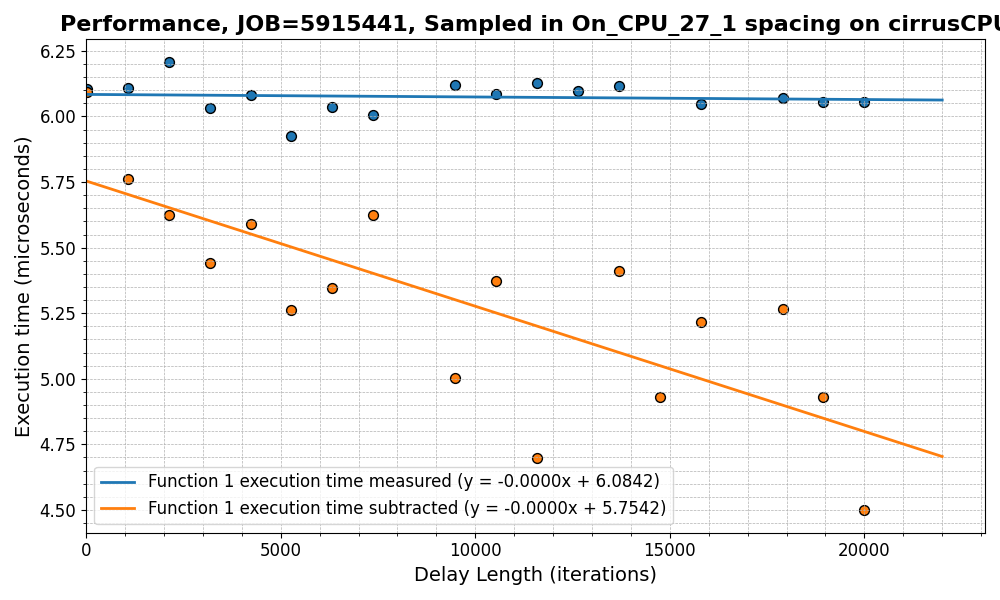 Performance, JOB=5915441, Sampled in On_CPU_27_1 spacing on cirrusCPU
6.25
6.00
5.75
5.50
5.25
5.00
4.75
4.50
Execution time (microseconds)
Function 1 execution time measured (y = -0.0000x + 6.0842)
Function 1 execution time subtracted (y = -0.0000x + 5.7542)
0
5000
10000
15000
20000
Delay Length (iterations)